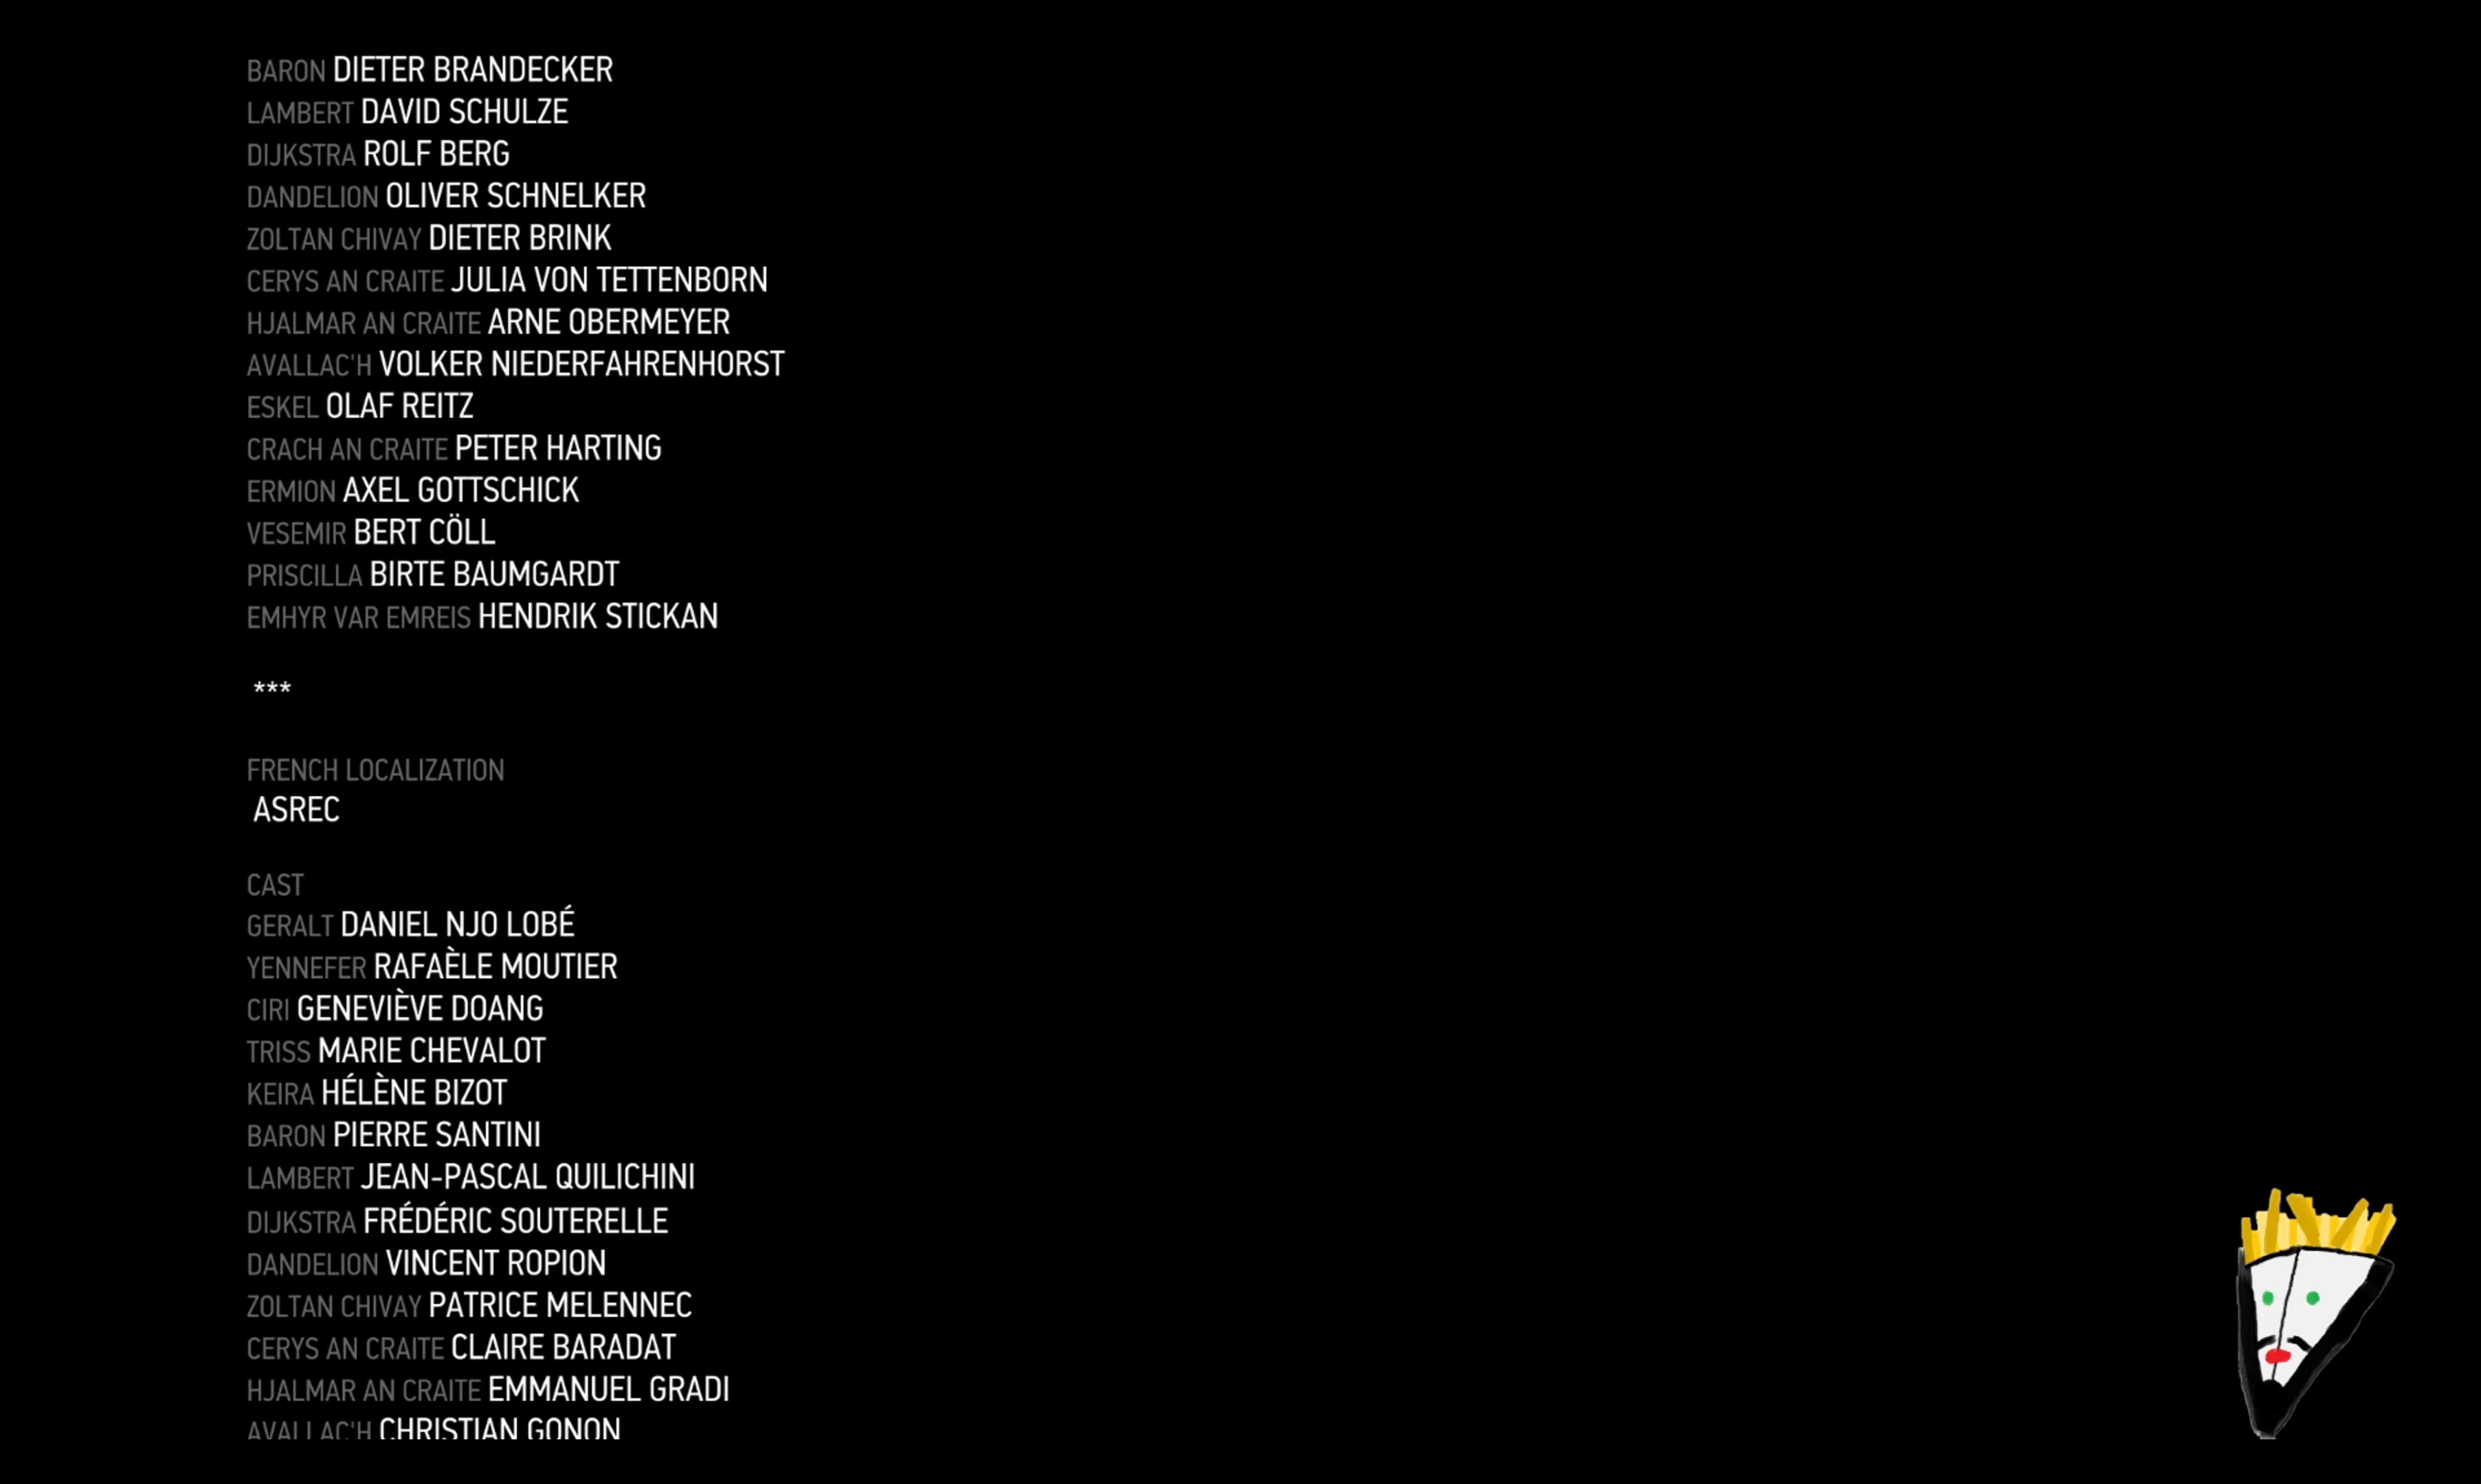 BARON DIETER BRANDECKER
LAMBERT DAVID SCHULZE
DIJKSTRA ROLF BERG
DANDELION OLIVER SCHNELKER
ZOLTAN CHIVAY DIETER BRINK
CERYS AN CRAITE JULIA VON TETTENBORN
HJALMAR AN CRAITE ARNE OBERMEYER
AVALLAC'H VOLKER NIEDERFAHRENHORST
ESKEL OLAF REITZ
CRACH AN CRAITE PETER HARTING
ERMION AXEL GOTTSCHICK
VESEMIR BERT CÖLL
PRISCILLA BIRTE BAUMGARDT
EMHYR VAR EMREIS HENDRIK STICKAN
***
FRENCH LOCALIZATION
ASREC
CAST
GERALT DANIEL NJO LOBÉ
YENNEFER RAFAÈLE MOUTIER
CIRI GENEVIÈVE DOANG
TRISS MARIE CHEVALOT
KEIRA HÉLÈNE BIZOT
BARON PIERRE SANTINI
LAMBERT JEAN-PASCAL QUILICHINI
DIJKSTRA FRÉDÉRIC SOUTERELLE
DANDELION VINCENT ROPION
ZOLTAN CHIVAY PATRICE MELENNEC
CERYS AN CRAITE CLAIRE BARADAT
HJALMAR AN CRAITE EMMANUEL GRADI
AVALLAC'H CHRISTIAN GONON